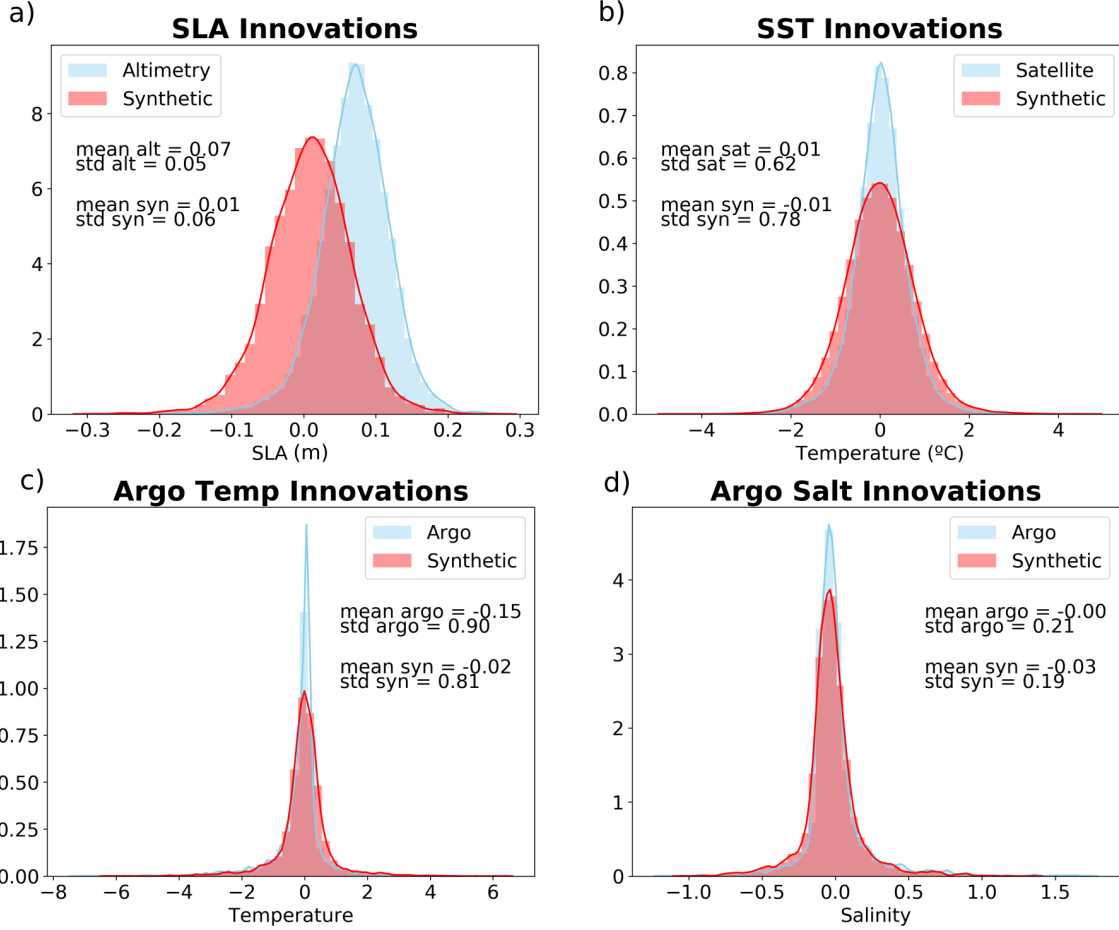 a)
SLA Innovations
Altimetry
Synthetic
mean alt = 0.07
std alt = 0.05
mean syn = 0.01
std syn = 0.06
8
6
4
2
0
−0.3 −0.2 −0.1 0.0 0.1 0.2 0.3
SLA (m)
b)
SST Innovations
Satellite
Synthetic
mean sat = 0.01
std sat = 0.62
mean syn = -0.01
std syn = 0.78
0.8
0.7
0.6
0.5
0.4
0.3
0.2
0.1
0.0
−4 −2 0 2 4
Temperature (ºC)
c)
Argo Temp Innovations
Argo
Synthetic
mean argo = -0.15
std argo = 0.90
mean syn = -0.02
std syn = 0.81
1.75
1.50
1.25
1.00
0.75
0.50
0.25
0.00
−8 −6 −4 −2 0 2 4 6
Temperature
d)
Argo Salt Innovations
Argo
Synthetic
mean argo = -0.00
std argo = 0.21
mean syn = -0.03
std syn = 0.19
4
3
2
1
0
−1.0 −0.5 0.0 0.5 1.0 1.5
Salinity